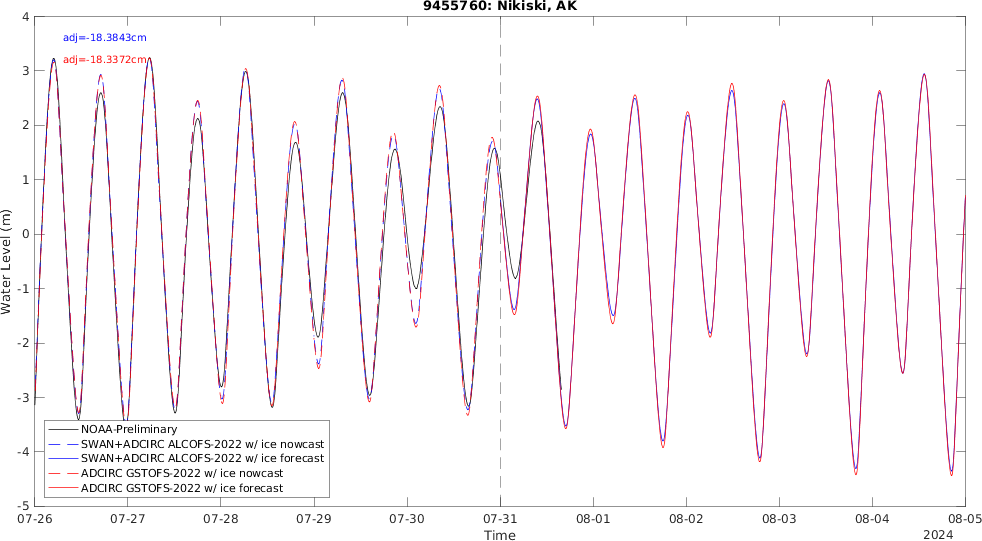 9455760: Nikiski, AK
adj=-18.3843cm
adj=-18.3372cm
4
3
2
1
0
-1
-2
-3
-4
-5
Water Level (m)
NOAA-Preliminary
SWAN+ADCIRC ALCOFS-2022 w/ ice nowcast
SWAN+ADCIRC ALCOFS-2022 w/ ice forecast
ADCIRC GSTOFS-2022 w/ ice nowcast
ADCIRC GSTOFS-2022 w/ ice forecast
07-26 07-27 07-28 07-29 07-30 07-31 08-01 08-02 08-03 08-04 08-05
Time
2024